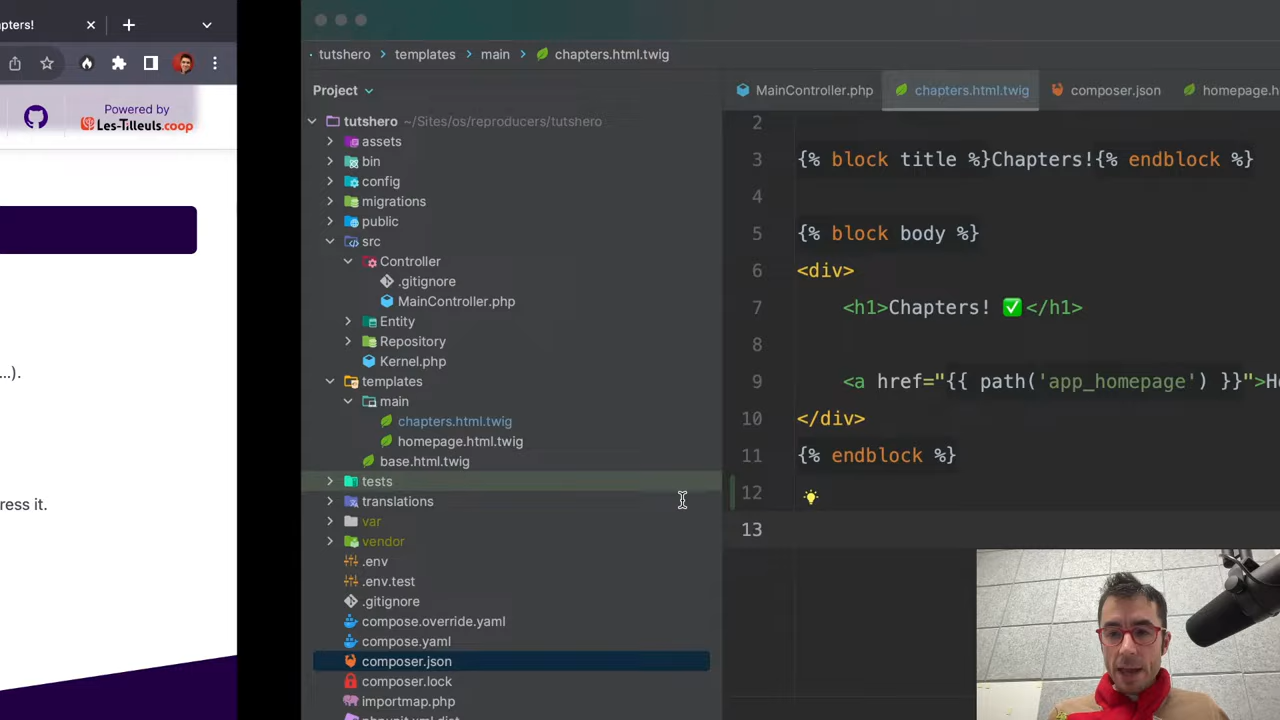 pters!
Powered by
Les-Tilleuls.coop
...).
ress it.
tutshero
templates
main
chapters.html.twig
Project
MainController.php
chapters.html.twig
composer.json
homepage.h
tutshero ~/Sites/os/reproducers/tutshero
assets
bin
config
migrations
public
src
Controller
.gitignore
MainController.php
Entity
Repository
Kernel.php
templates
main
chapters.html.twig
homepage.html.twig
base.html.twig
tests
translations
var
vendor
.env
.env.test
.gitignore
compose.override.yaml
compose.yaml
composer.json
composer.lock
importmap.php
phpunit.xml.dist
2
3 {% block title %}Chapters!{% endblock %}
4
5 {% block body %}
6 <div>
7 <h1>Chapters! ✅</h1>
8
9 <a href="{{ path('app_homepage') }}">H
10 </div>
11 {% endblock %}
12
13